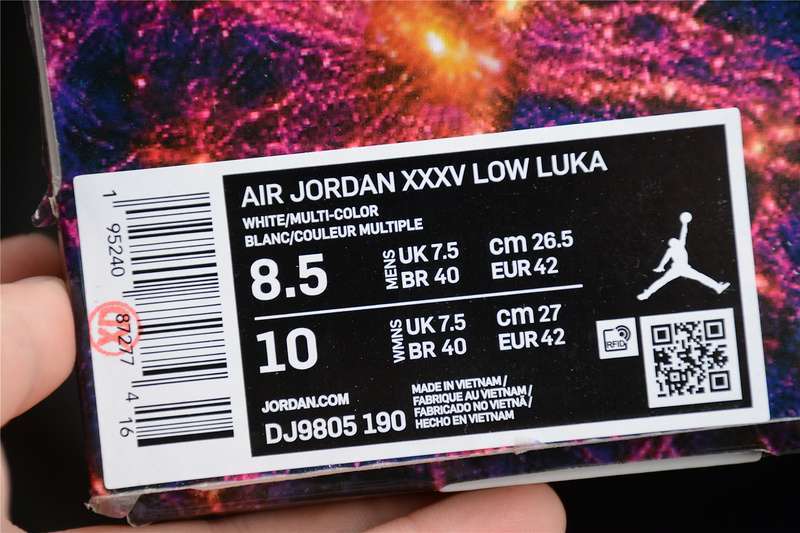 AIR JORDAN XXXV LOW LUKA
WHITE/MULTI-COLOR
BLANC/COULEUR MULTIPLE
8.5
MENS
UK 7.5
BR 40
cm 26.5
EUR 42
10
WMNS
UK 7.5
BR 40
cm 27
EUR 42
RFID
JORDAN.COM
DJ9805 190
MADE IN VIETNAM /
FABRIQUE AU VIETNAM /
FABRICADO NO VIETNÃ /
HECHO EN VIETNAM
1 95240 87277 4 16